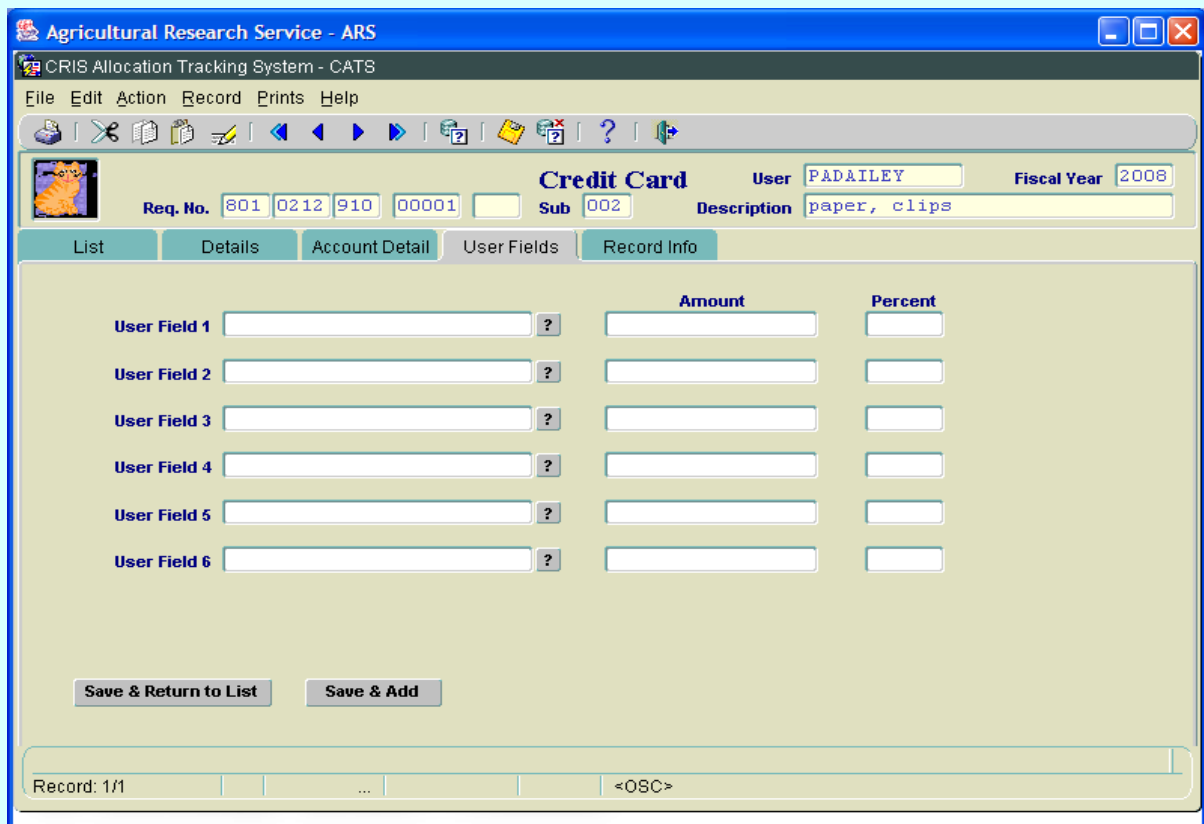 Agricultural Research Service - ARS
CRIS Allocation Tracking System - CATS
File Edit Action Record Prints Help
Credit Card User PADAILEY Fiscal Year 2008
Req. No. 801 0212 910 00001 Sub 002 Description paper, clips
List Details Account Detail User Fields Record Info
Amount Percent
User Field 1 ?
User Field 2 ?
User Field 3 ?
User Field 4 ?
User Field 5 ?
User Field 6 ?
Save & Return to List Save & Add
Record: 1/1 ... <OSC>